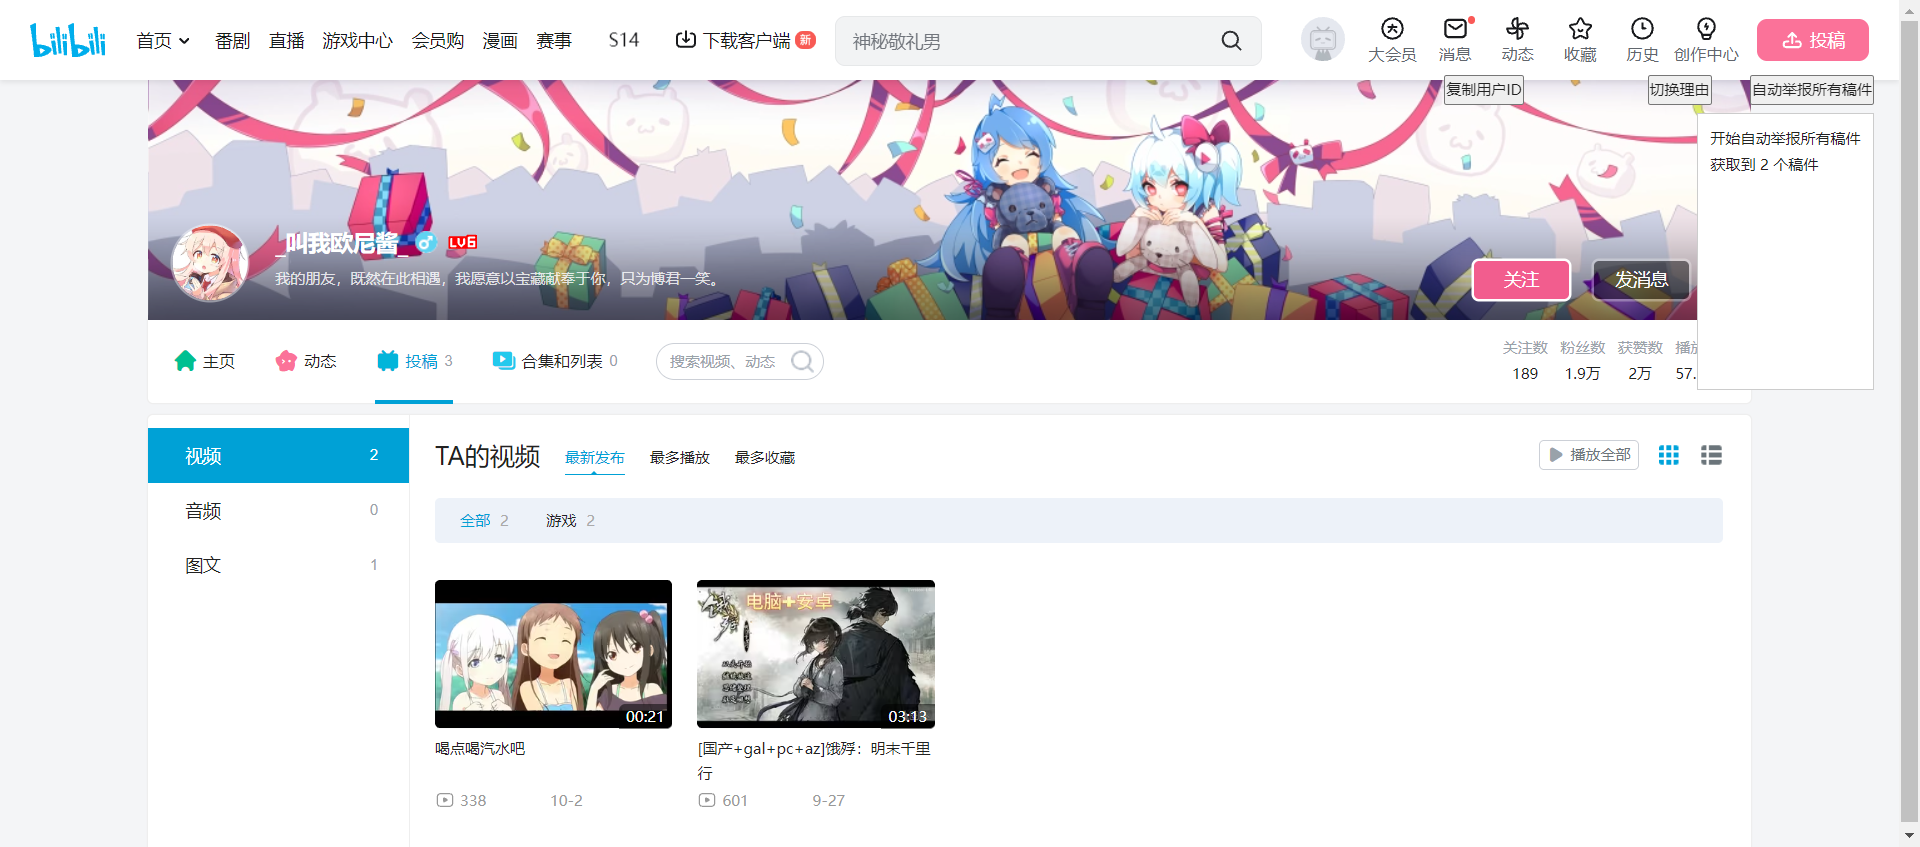 bilibili
首页
番剧
直播
游戏中心
会员购
漫画
赛事
S14
下载客户端
新
神秘敬礼男
大会员
消息
动态
收藏
历史
创作中心
投稿
复制用户ID
切换理由
自动举报所有稿件
开始自动举报所有稿件
获取到 2 个稿件
_叫我欧尼酱_
LV6
我的朋友，既然在此相遇，我愿意以宝藏献奉于你，只为博君一笑。
关注
发消息
主页
动态
投稿 3
合集和列表 0
搜索视频、动态
关注数
189
粉丝数
1.9万
获赞数
2万
播放
57.
视频 2
音频 0
图文 1
TA的视频
最新发布
最多播放
最多收藏
播放全部
全部 2
游戏 2
00:21
喝点喝汽水吧
338
10-2
电脑+安卓
03:13
[国产+gal+pc+az]饿殍：明末千里
行
601
9-27